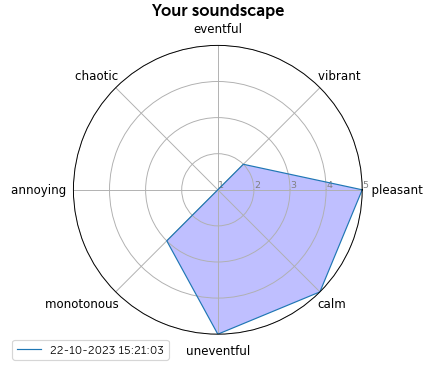 Your soundscape
eventful
chaotic
vibrant
annoying
1
2
3
4
5
pleasant
monotonous
calm
uneventful
22-10-2023 15:21:03